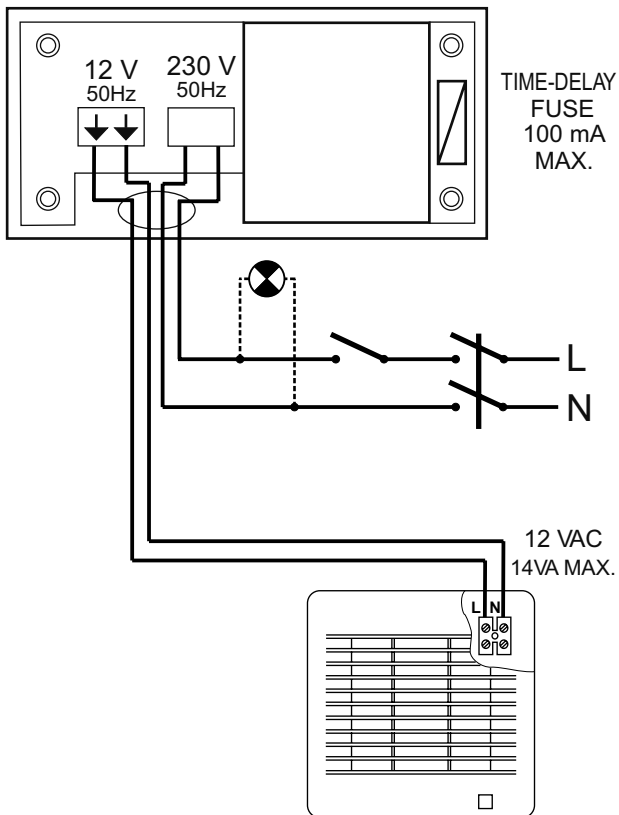 12 V
50Hz
230 V
50Hz
TIME-DELAY
FUSE
100 mA
MAX.
L
N
12 VAC
14VA MAX.
L N